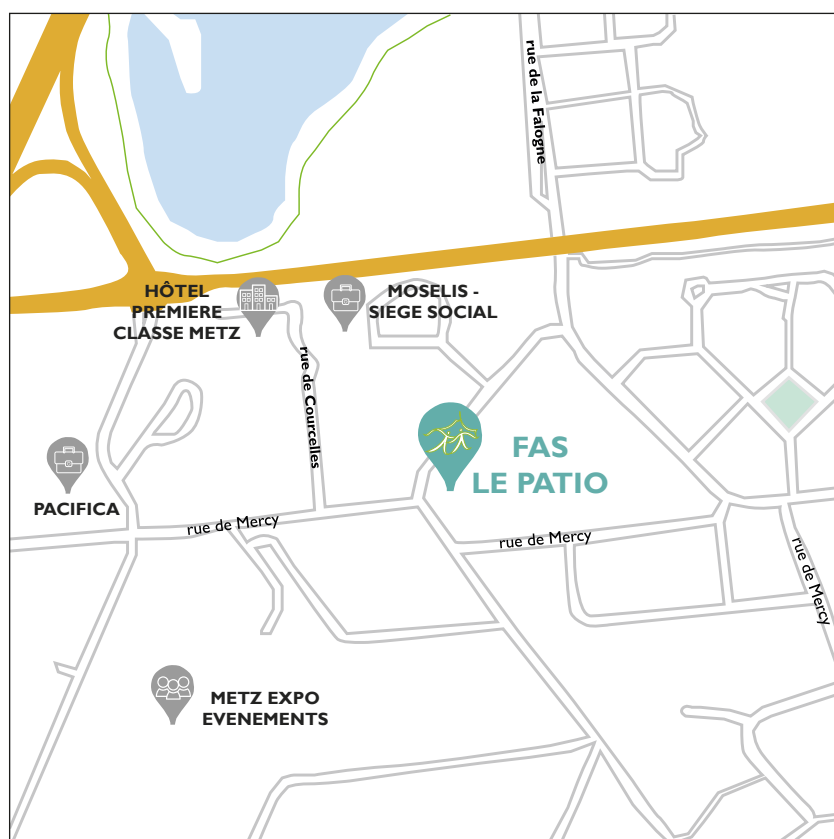 rue de la Falogne
HÔTEL
PREMIERE
CLASSE METZ
MOSELIS -
SIEGE SOCIAL
rue de Courcelles
FAS
LE PATIO
PACIFICA
rue de Mercy
rue de Mercy
rue de Mercy
METZ EXPO
EVENEMENTS